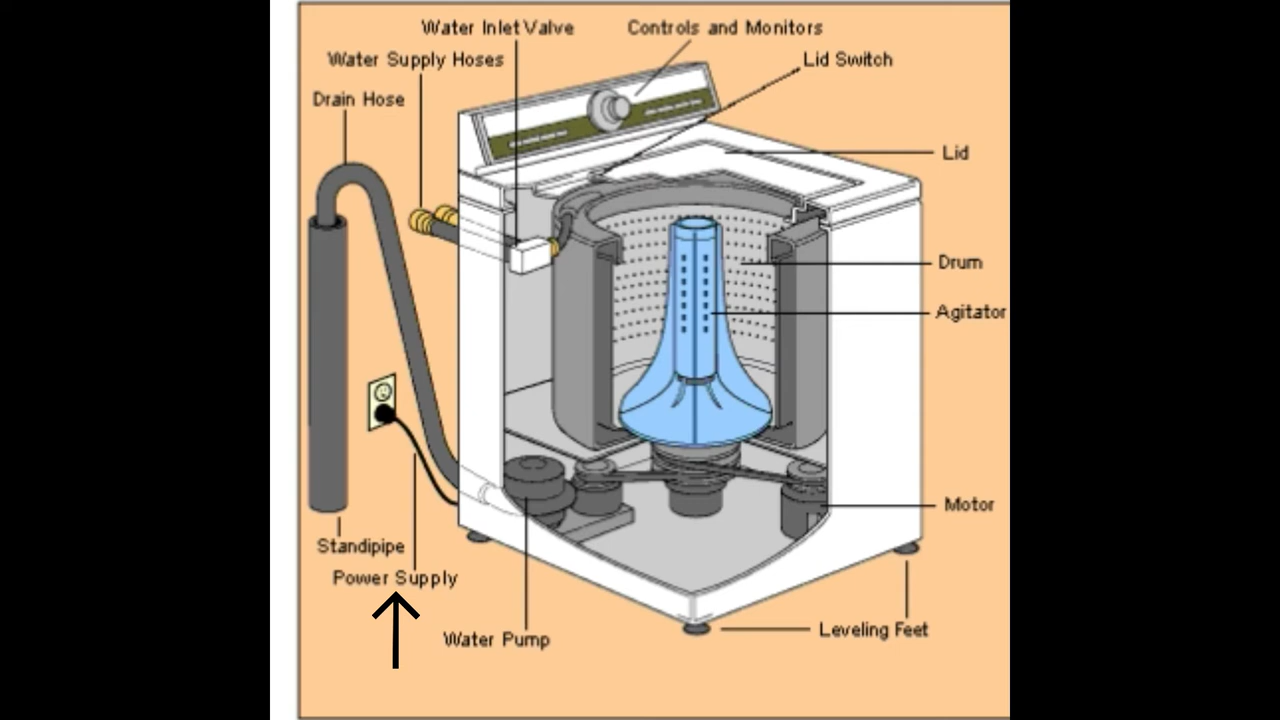 Water Inlet Valve
Controls and Monitors
Water Supply Hoses
Lid Switch
Drain Hose
Lid
Drum
Agitator
Motor
Standipipe
Power Supply
Leveling Feet
Water Pump